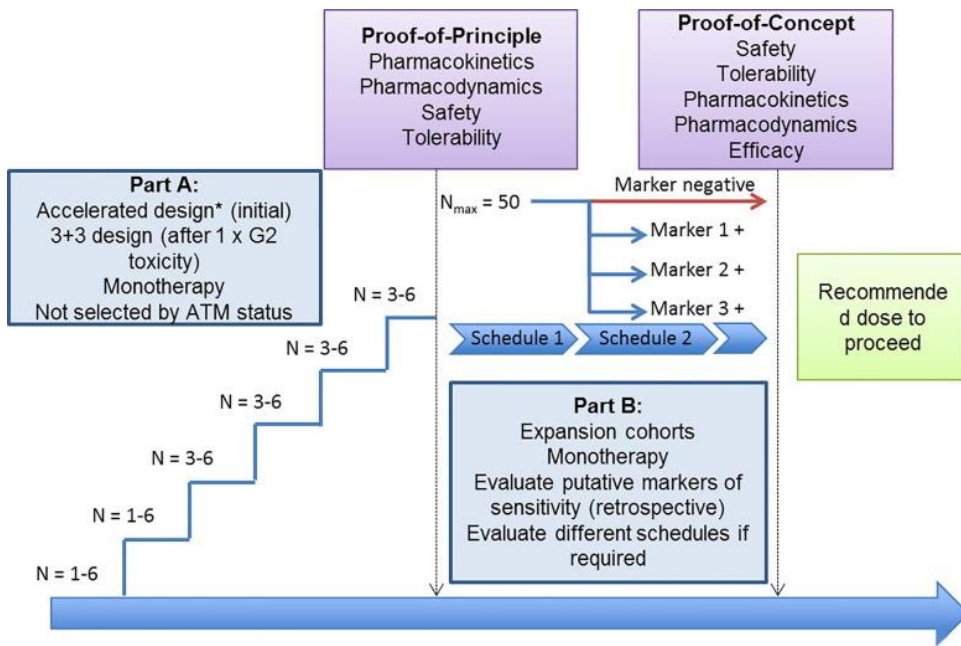 Proof-of-Principle
Pharmacokinetics
Pharmacodynamics
Safety
Tolerability
Proof-of-Concept
Safety
Tolerability
Pharmacokinetics
Pharmacodynamics
Efficacy
Part A:
Accelerated design* (initial)
3+3 design (after 1 x G2
toxicity)
Monotherapy
Not selected by ATM status
Nmax = 50
Marker negative
Marker 1 +
Marker 2 +
Marker 3 +
Schedule 1
Schedule 2
Recommende
d dose to
proceed
N = 3-6
N = 3-6
N = 3-6
N = 3-6
N = 1-6
N = 1-6
Part B:
Expansion cohorts
Monotherapy
Evaluate putative markers of
sensitivity (retrospective)
Evaluate different schedules if
required